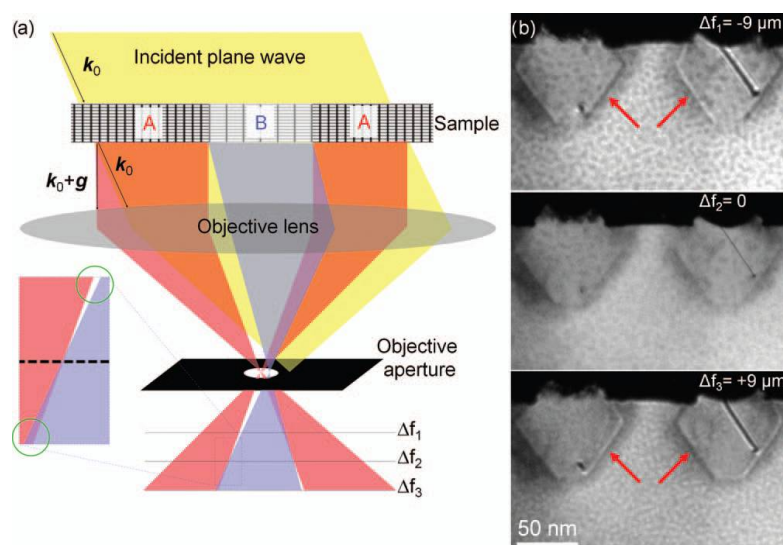 (a)
Incident plane wave
k₀
A
B
A
Sample
k₀+g
k₀
Objective lens
Objective
aperture
Δf₁
Δf₂
Δf₃
(b)
Δf₁= -9 μm
Δf₂= 0
Δf₃= +9 μm
50 nm